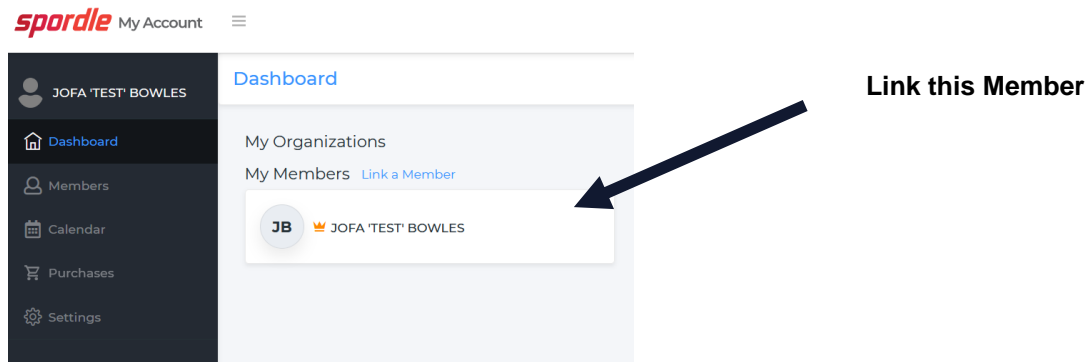 spordle My Account
JOFA 'TEST' BOWLES
Dashboard
Members
Calendar
Purchases
Settings
Dashboard
My Organizations
My Members Link a Member
JB JOFA 'TEST' BOWLES
Link this Member